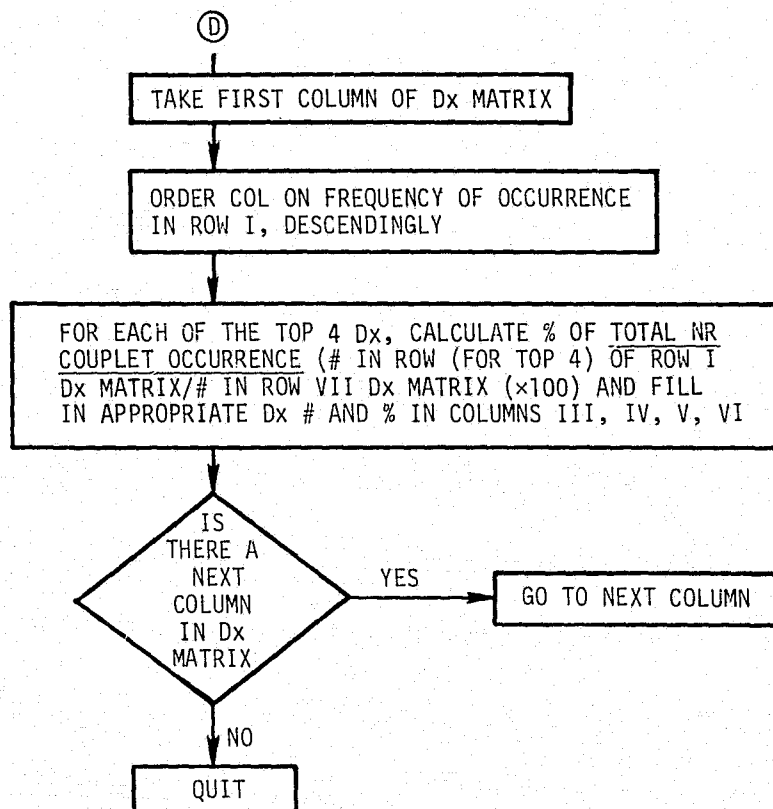 D
TAKE FIRST COLUMN OF Dx MATRIX
ORDER COL ON FREQUENCY OF OCCURRENCE
IN ROW I, DESCENDINGLY
FOR EACH OF THE TOP 4 Dx, CALCULATE % OF TOTAL NR
COUPLET OCCURRENCE (# IN ROW (FOR TOP 4) OF ROW I
Dx MATRIX/# IN ROW VII Dx MATRIX (×100) AND FILL
IN APPROPRIATE Dx # AND % IN COLUMNS III, IV, V, VI
IS
THERE A
NEXT
COLUMN
IN Dx
MATRIX
YES
GO TO NEXT COLUMN
NO
QUIT